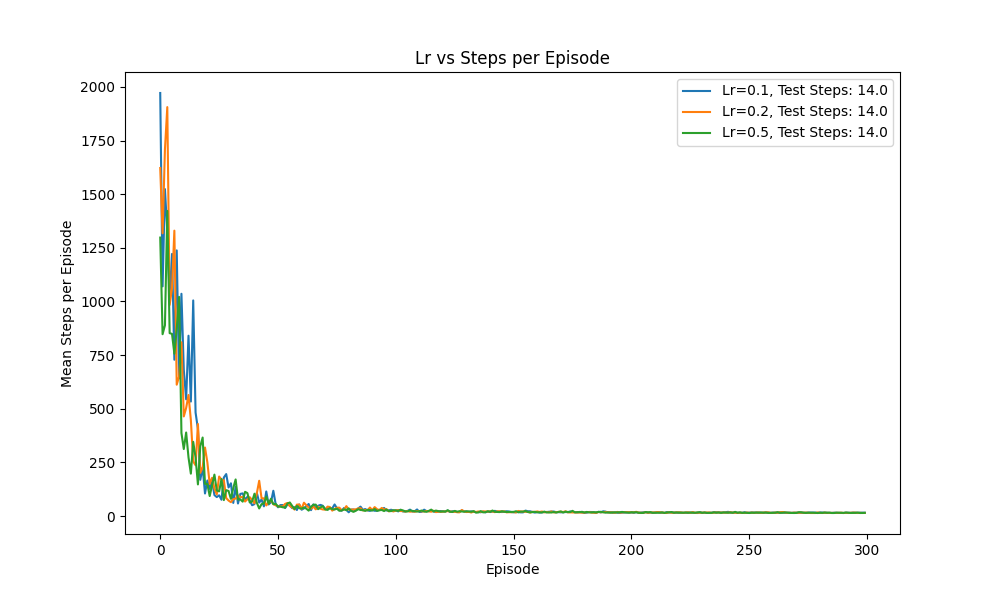 Lr vs Steps per Episode
Lr=0.1, Test Steps: 14.0
Lr=0.2, Test Steps: 14.0
Lr=0.5, Test Steps: 14.0
Mean Steps per Episode
2000
1750
1500
1250
1000
750
500
250
0
0 50 100 150 200 250 300
Episode